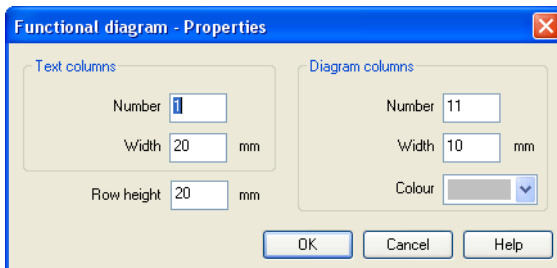 Functional diagram - Properties
Text columns
Number 1
Width 20 mm
Row height 20 mm
Diagram columns
Number 11
Width 10 mm
Colour
OK Cancel Help